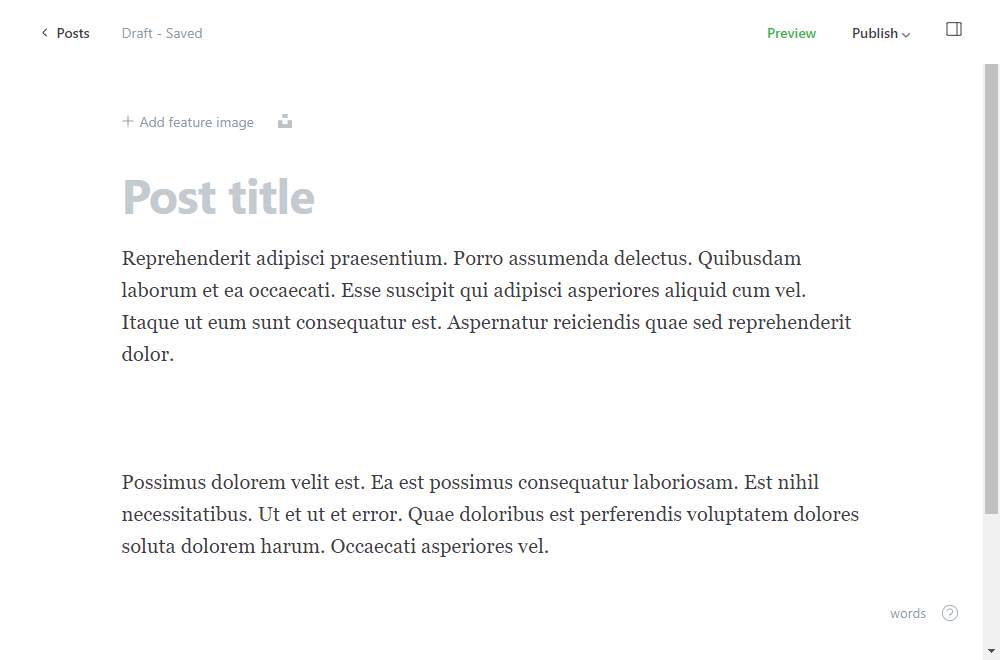 Posts
Draft - Saved
Preview
Publish
Add feature image
Post title
Reprehenderit adipisci praesentium. Porro assumenda delectus. Quibusdam
laborum et ea occaecati. Esse suscipit qui adipisci asperiores aliquid cum vel.
Itaque ut eum sunt consequatur est. Aspernatur reiciendis quae sed reprehenderit
dolor.
Possimus dolorem velit est. Ea est possimus consequatur laboriosam. Est nihil
necessitatibus. Ut et ut et error. Quae doloribus est perferendis voluptatem dolores
soluta dolorem harum. Occaecati asperiores vel.
words
?